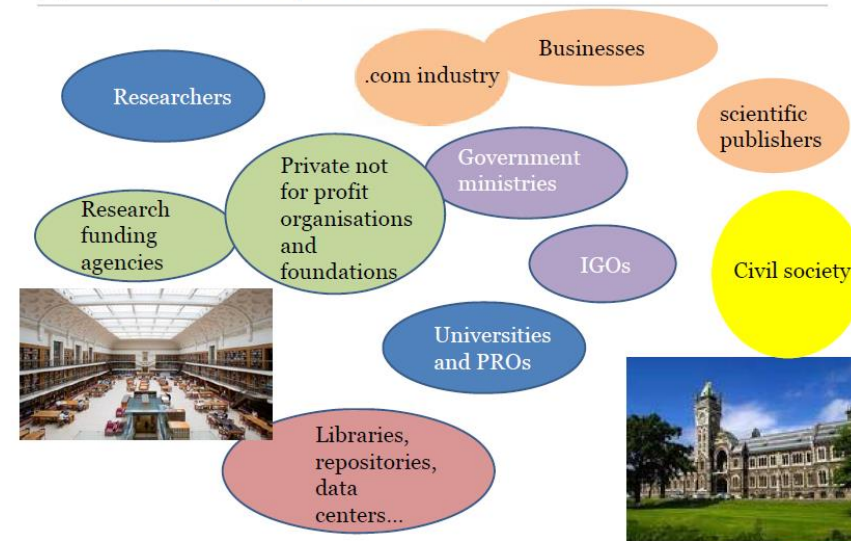 Businesses
.com industry
Researchers
scientific
publishers
Private not
for profit
organisations
and
foundations
Government
ministries
Research
funding
agencies
IGOs
Civil society
Universities
and PROs
Libraries,
repositories,
data
centers...